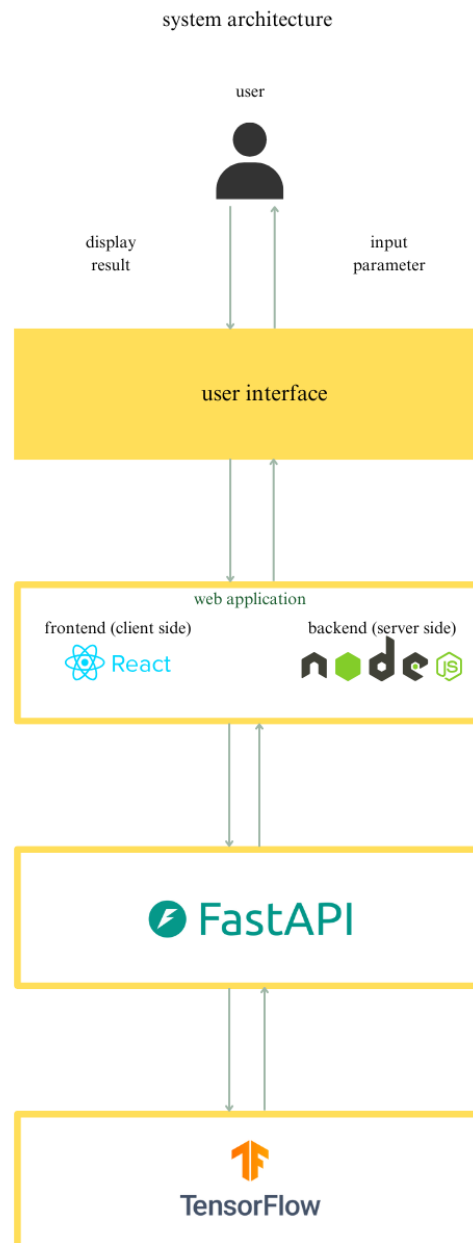 system architecture
user
display
result
input
parameter
user interface
web application
frontend (client side)
backend (server side)
React
node
JS
FastAPI
TensorFlow